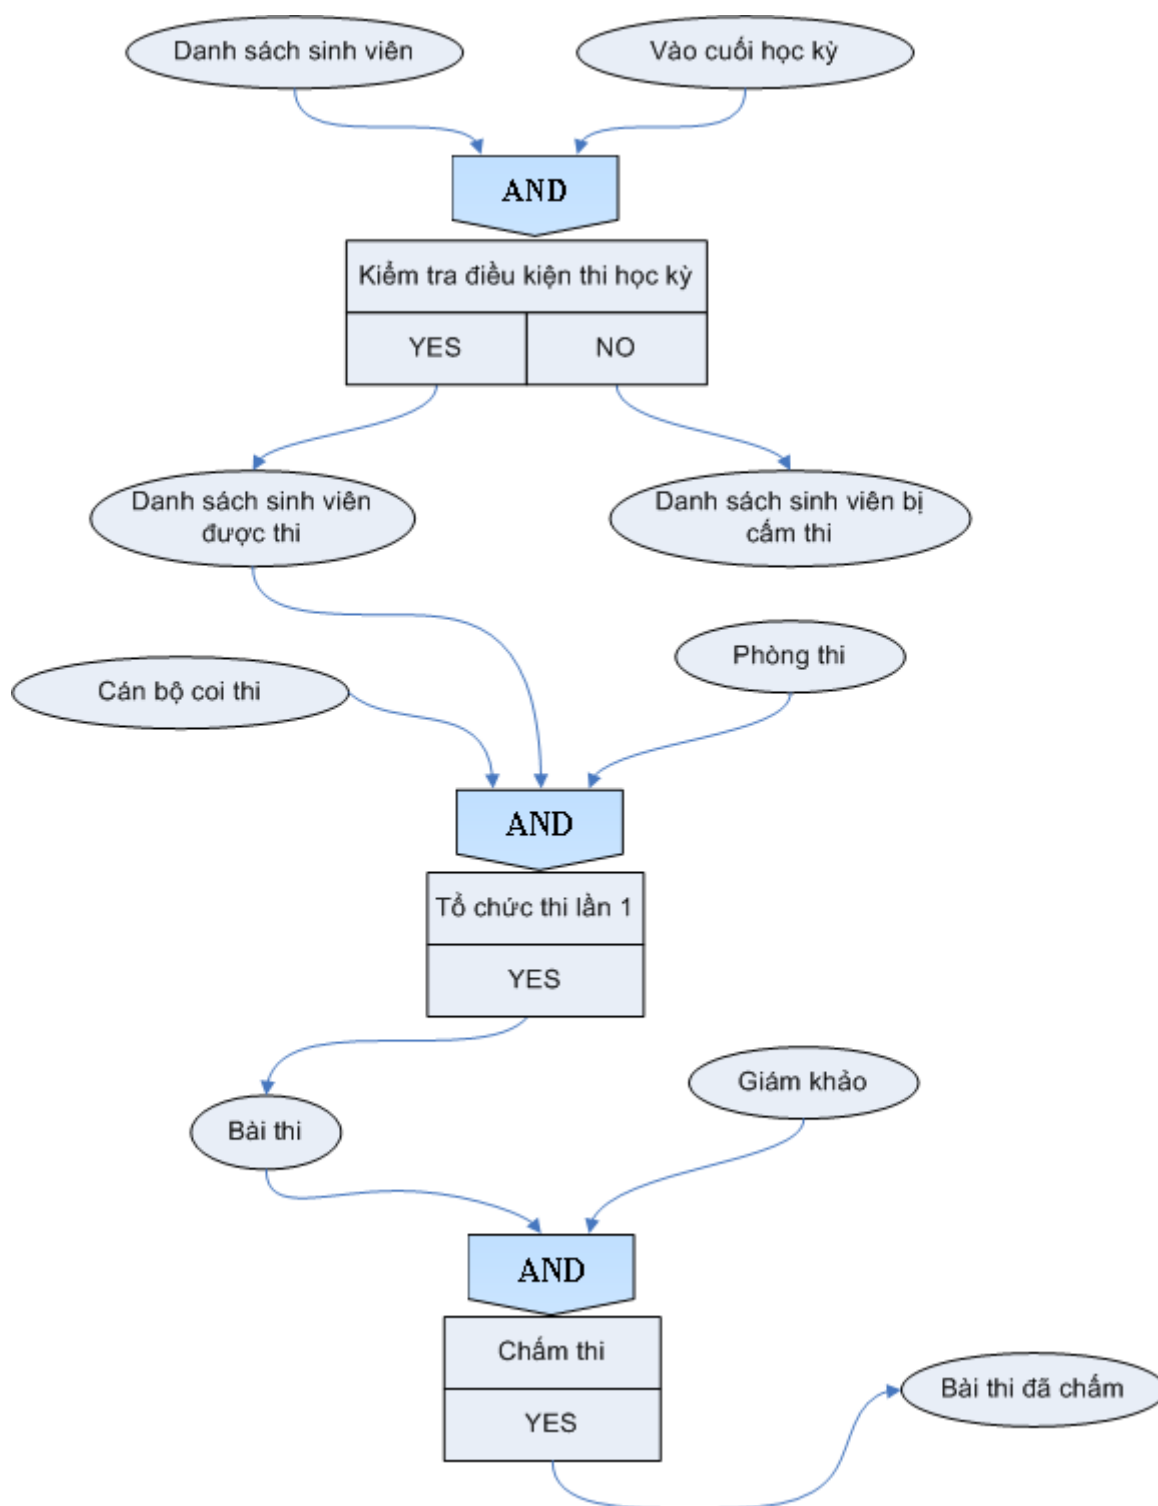 Danh sách sinh viên
Vào cuối học kỳ
AND
Kiểm tra điều kiện thi học kỳ
YES
NO
Danh sách sinh viên
được thi
Danh sách sinh viên bị
cấm thi
Phòng thi
Cán bộ coi thi
AND
Tổ chức thi lần 1
YES
Giám khảo
Bài thi
AND
Chấm thi
YES
Bài thi đã chấm